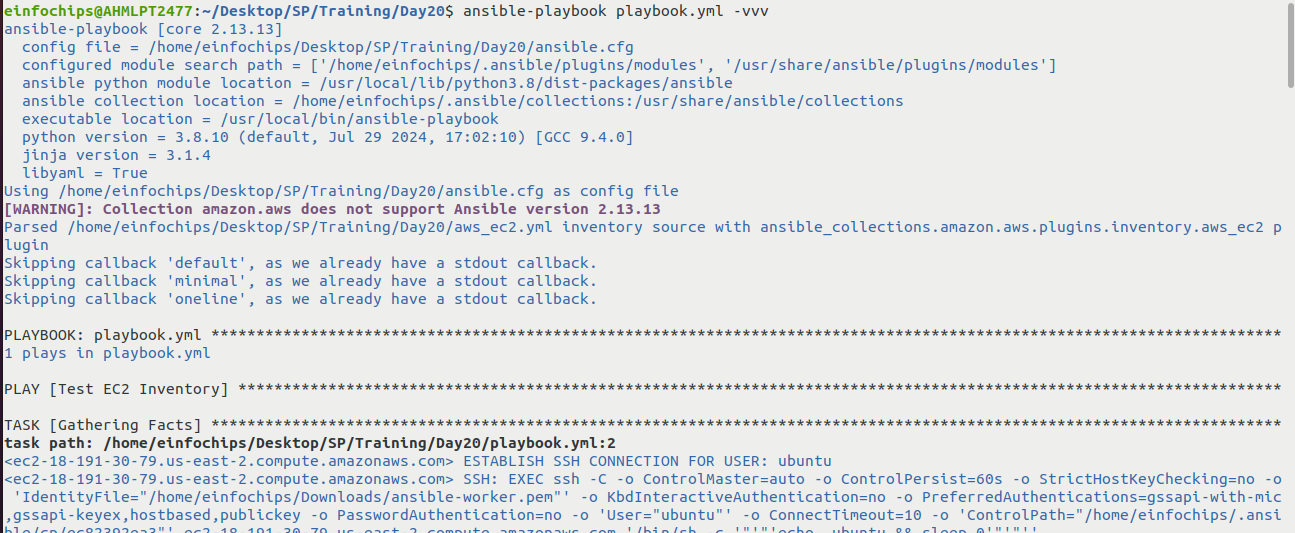 einfochips@AHMLPT2477:~/Desktop/SP/Training/Day20$ ansible-playbook playbook.yml -vvv
ansible-playbook [core 2.13.13]
  config file = /home/einfochips/Desktop/SP/Training/Day20/ansible.cfg
  configured module search path = ['/home/einfochips/.ansible/plugins/modules', '/usr/share/ansible/plugins/modules']
  ansible python module location = /usr/local/lib/python3.8/dist-packages/ansible
  ansible collection location = /home/einfochips/.ansible/collections:/usr/share/ansible/collections
  executable location = /usr/local/bin/ansible-playbook
  python version = 3.8.10 (default, Jul 29 2024, 17:02:10) [GCC 9.4.0]
  jinja version = 3.1.4
  libyaml = True
Using /home/einfochips/Desktop/SP/Training/Day20/ansible.cfg as config file
[WARNING]: Collection amazon.aws does not support Ansible version 2.13.13
Parsed /home/einfochips/Desktop/SP/Training/Day20/aws_ec2.yml inventory source with ansible_collections.amazon.aws.plugins.inventory.aws_ec2 p
lugin
Skipping callback 'default', as we already have a stdout callback.
Skipping callback 'minimal', as we already have a stdout callback.
Skipping callback 'oneline', as we already have a stdout callback.
PLAYBOOK: playbook.yml ***********************************************************************************************************************
1 plays in playbook.yml
PLAY [Test EC2 Inventory] ********************************************************************************************************************
TASK [Gathering Facts] ***********************************************************************************************************************
task path: /home/einfochips/Desktop/SP/Training/Day20/playbook.yml:2
<ec2-18-191-30-79.us-east-2.compute.amazonaws.com> ESTABLISH SSH CONNECTION FOR USER: ubuntu
<ec2-18-191-30-79.us-east-2.compute.amazonaws.com> SSH: EXEC ssh -C -o ControlMaster=auto -o ControlPersist=60s -o StrictHostKeyChecking=no -o
 'IdentityFile="/home/einfochips/Downloads/ansible-worker.pem"' -o KbdInteractiveAuthentication=no -o PreferredAuthentications=gssapi-with-mic
,gssapi-keyex,hostbased,publickey -o PasswordAuthentication=no -o 'User="ubuntu"' -o ConnectTimeout=10 -o 'ControlPath="/home/einfochips/.ansi